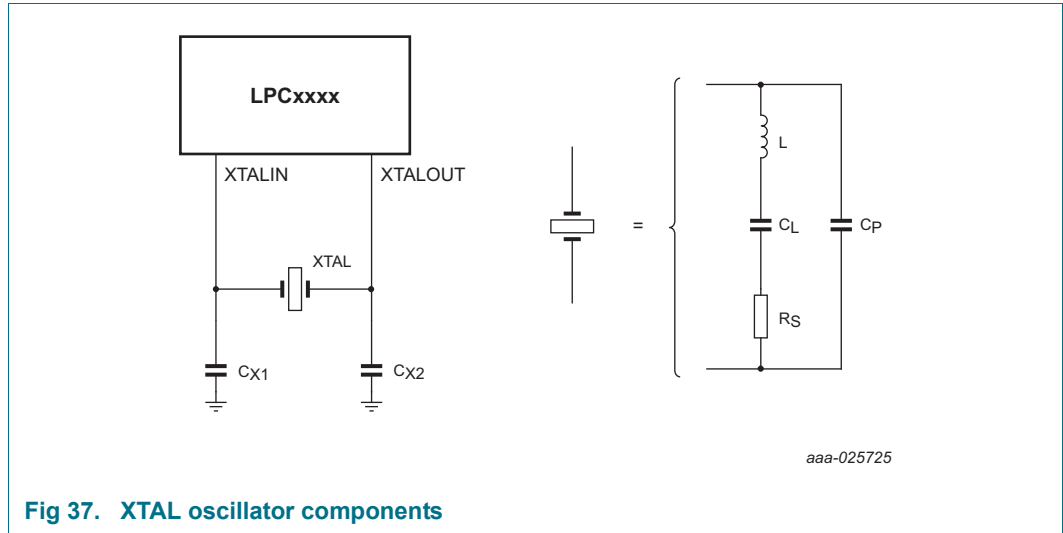 LPCxxxx
XTALIN
XTALOUT
XTAL
CX1
CX2
=
L
CL
CP
RS
aaa-025725
Fig 37. XTAL oscillator components